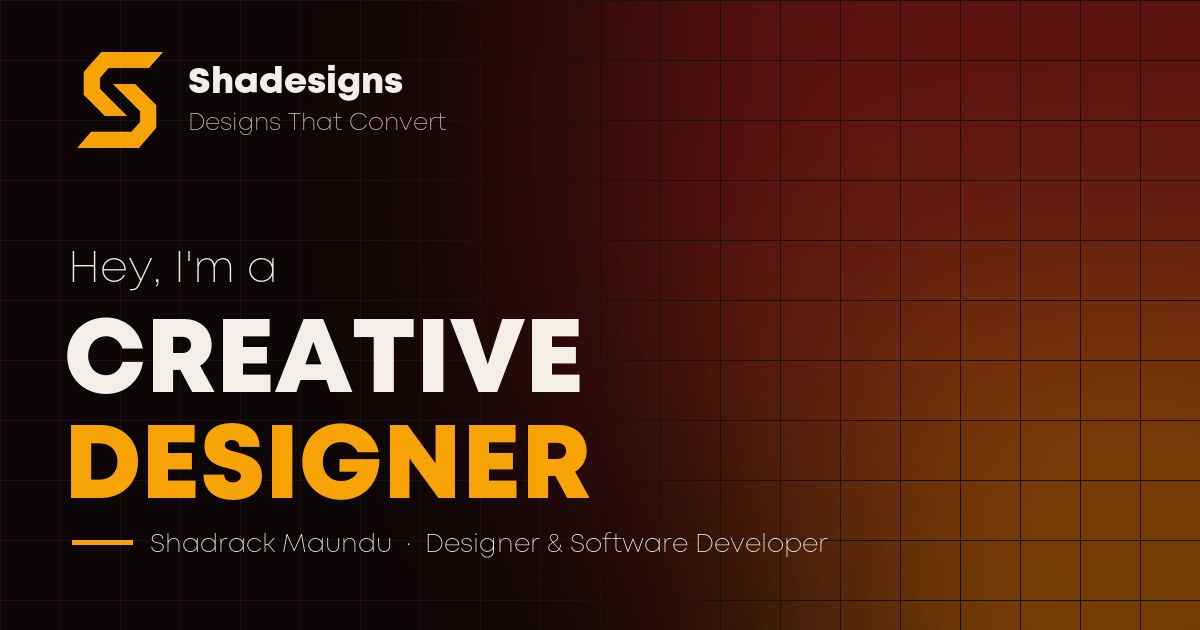 Shadesigns
Designs That Convert
Hey, I'm a
CREATIVE
DESIGNER
Shadrack Maundu · Designer & Software Developer